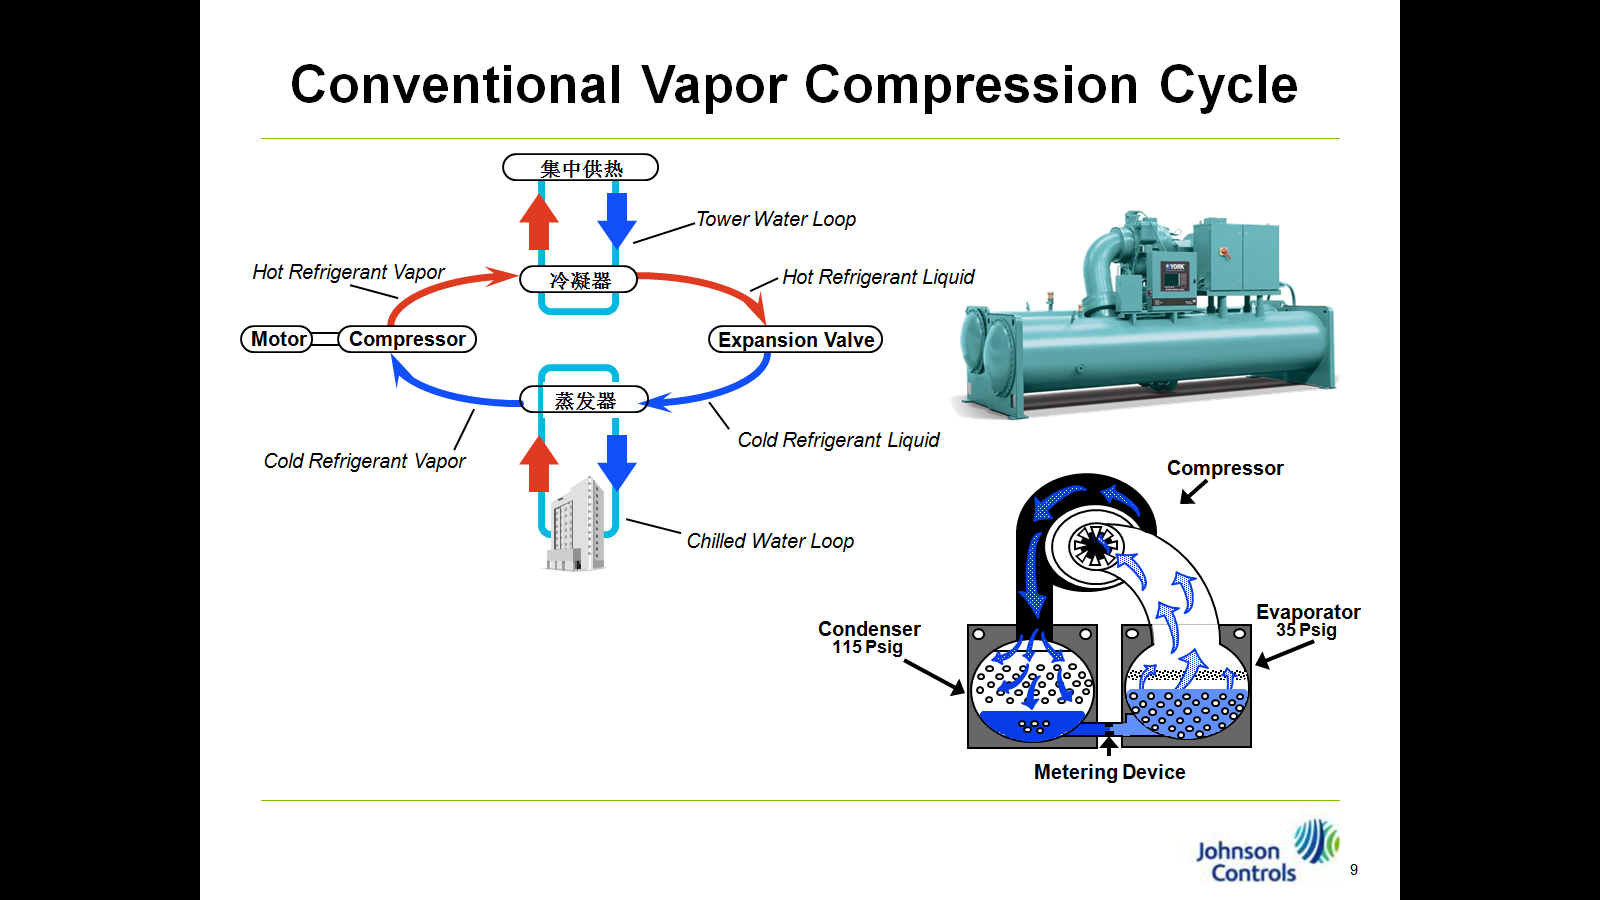 Conventional Vapor Compression Cycle
集中供热
Tower Water Loop
Hot Refrigerant Vapor
冷凝器
Hot Refrigerant Liquid
Motor
Compressor
Expansion Valve
蒸发器
Cold Refrigerant Vapor
Cold Refrigerant Liquid
Chilled Water Loop
YORK
Compressor
Condenser
115 Psig
Evaporator
35 Psig
Metering Device
Johnson
Controls
9